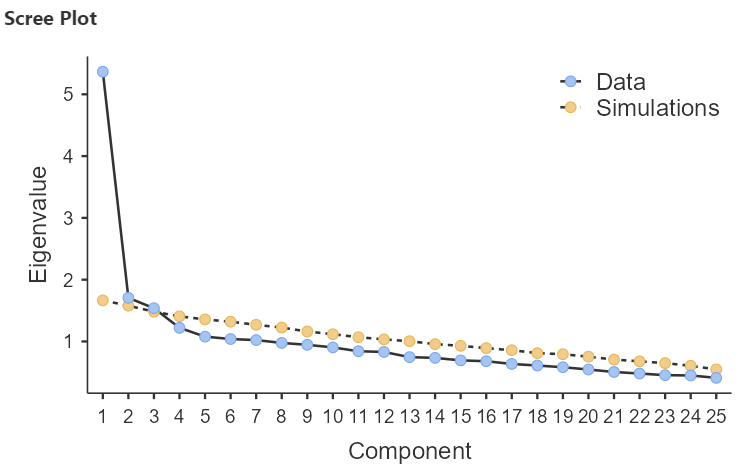 Scree Plot
Data
Simulations
Eigenvalue
5
4
3
2
1
1 2 3 4 5 6 7 8 9 10 11 12 13 14 15 16 17 18 19 20 21 22 23 24 25
Component